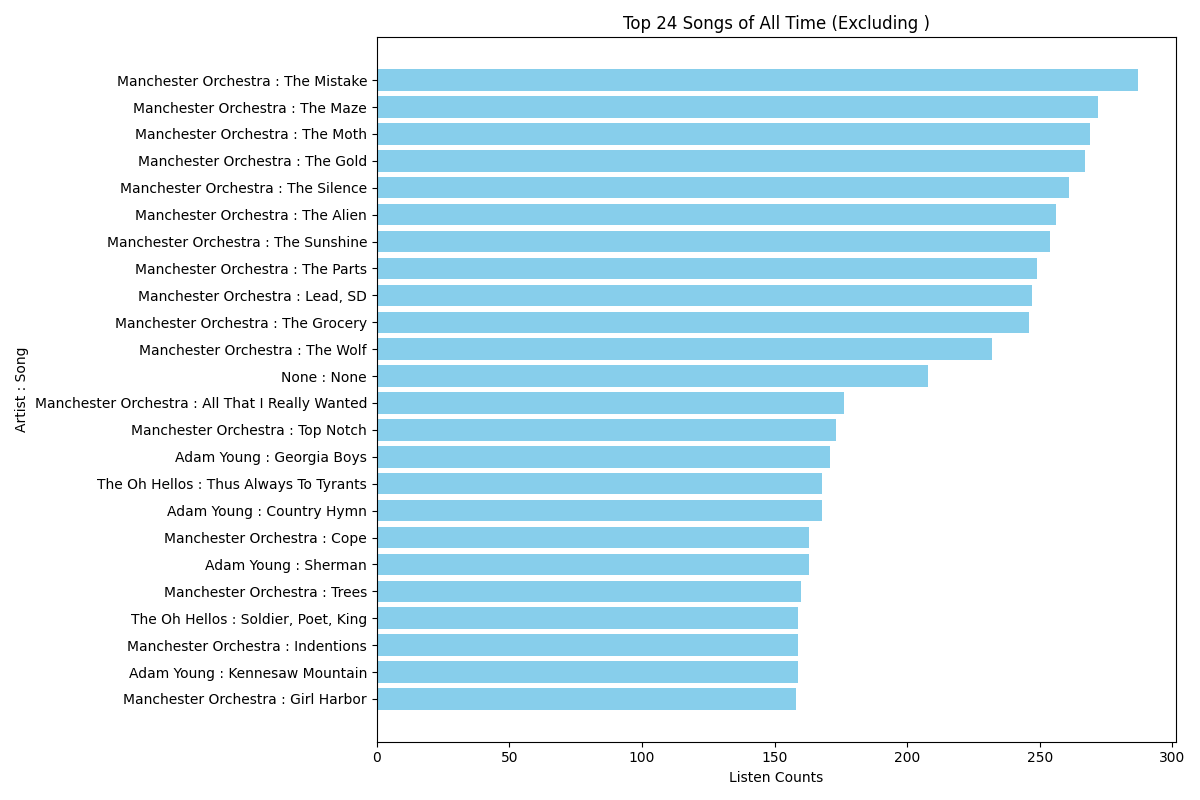 Top 24 Songs of All Time (Excluding )
Artist : Song
Manchester Orchestra : The Mistake
Manchester Orchestra : The Maze
Manchester Orchestra : The Moth
Manchester Orchestra : The Gold
Manchester Orchestra : The Silence
Manchester Orchestra : The Alien
Manchester Orchestra : The Sunshine
Manchester Orchestra : The Parts
Manchester Orchestra : Lead, SD
Manchester Orchestra : The Grocery
Manchester Orchestra : The Wolf
None : None
Manchester Orchestra : All That I Really Wanted
Manchester Orchestra : Top Notch
Adam Young : Georgia Boys
The Oh Hellos : Thus Always To Tyrants
Adam Young : Country Hymn
Manchester Orchestra : Cope
Adam Young : Sherman
Manchester Orchestra : Trees
The Oh Hellos : Soldier, Poet, King
Manchester Orchestra : Indentions
Adam Young : Kennesaw Mountain
Manchester Orchestra : Girl Harbor
0 50 100 150 200 250 300
Listen Counts